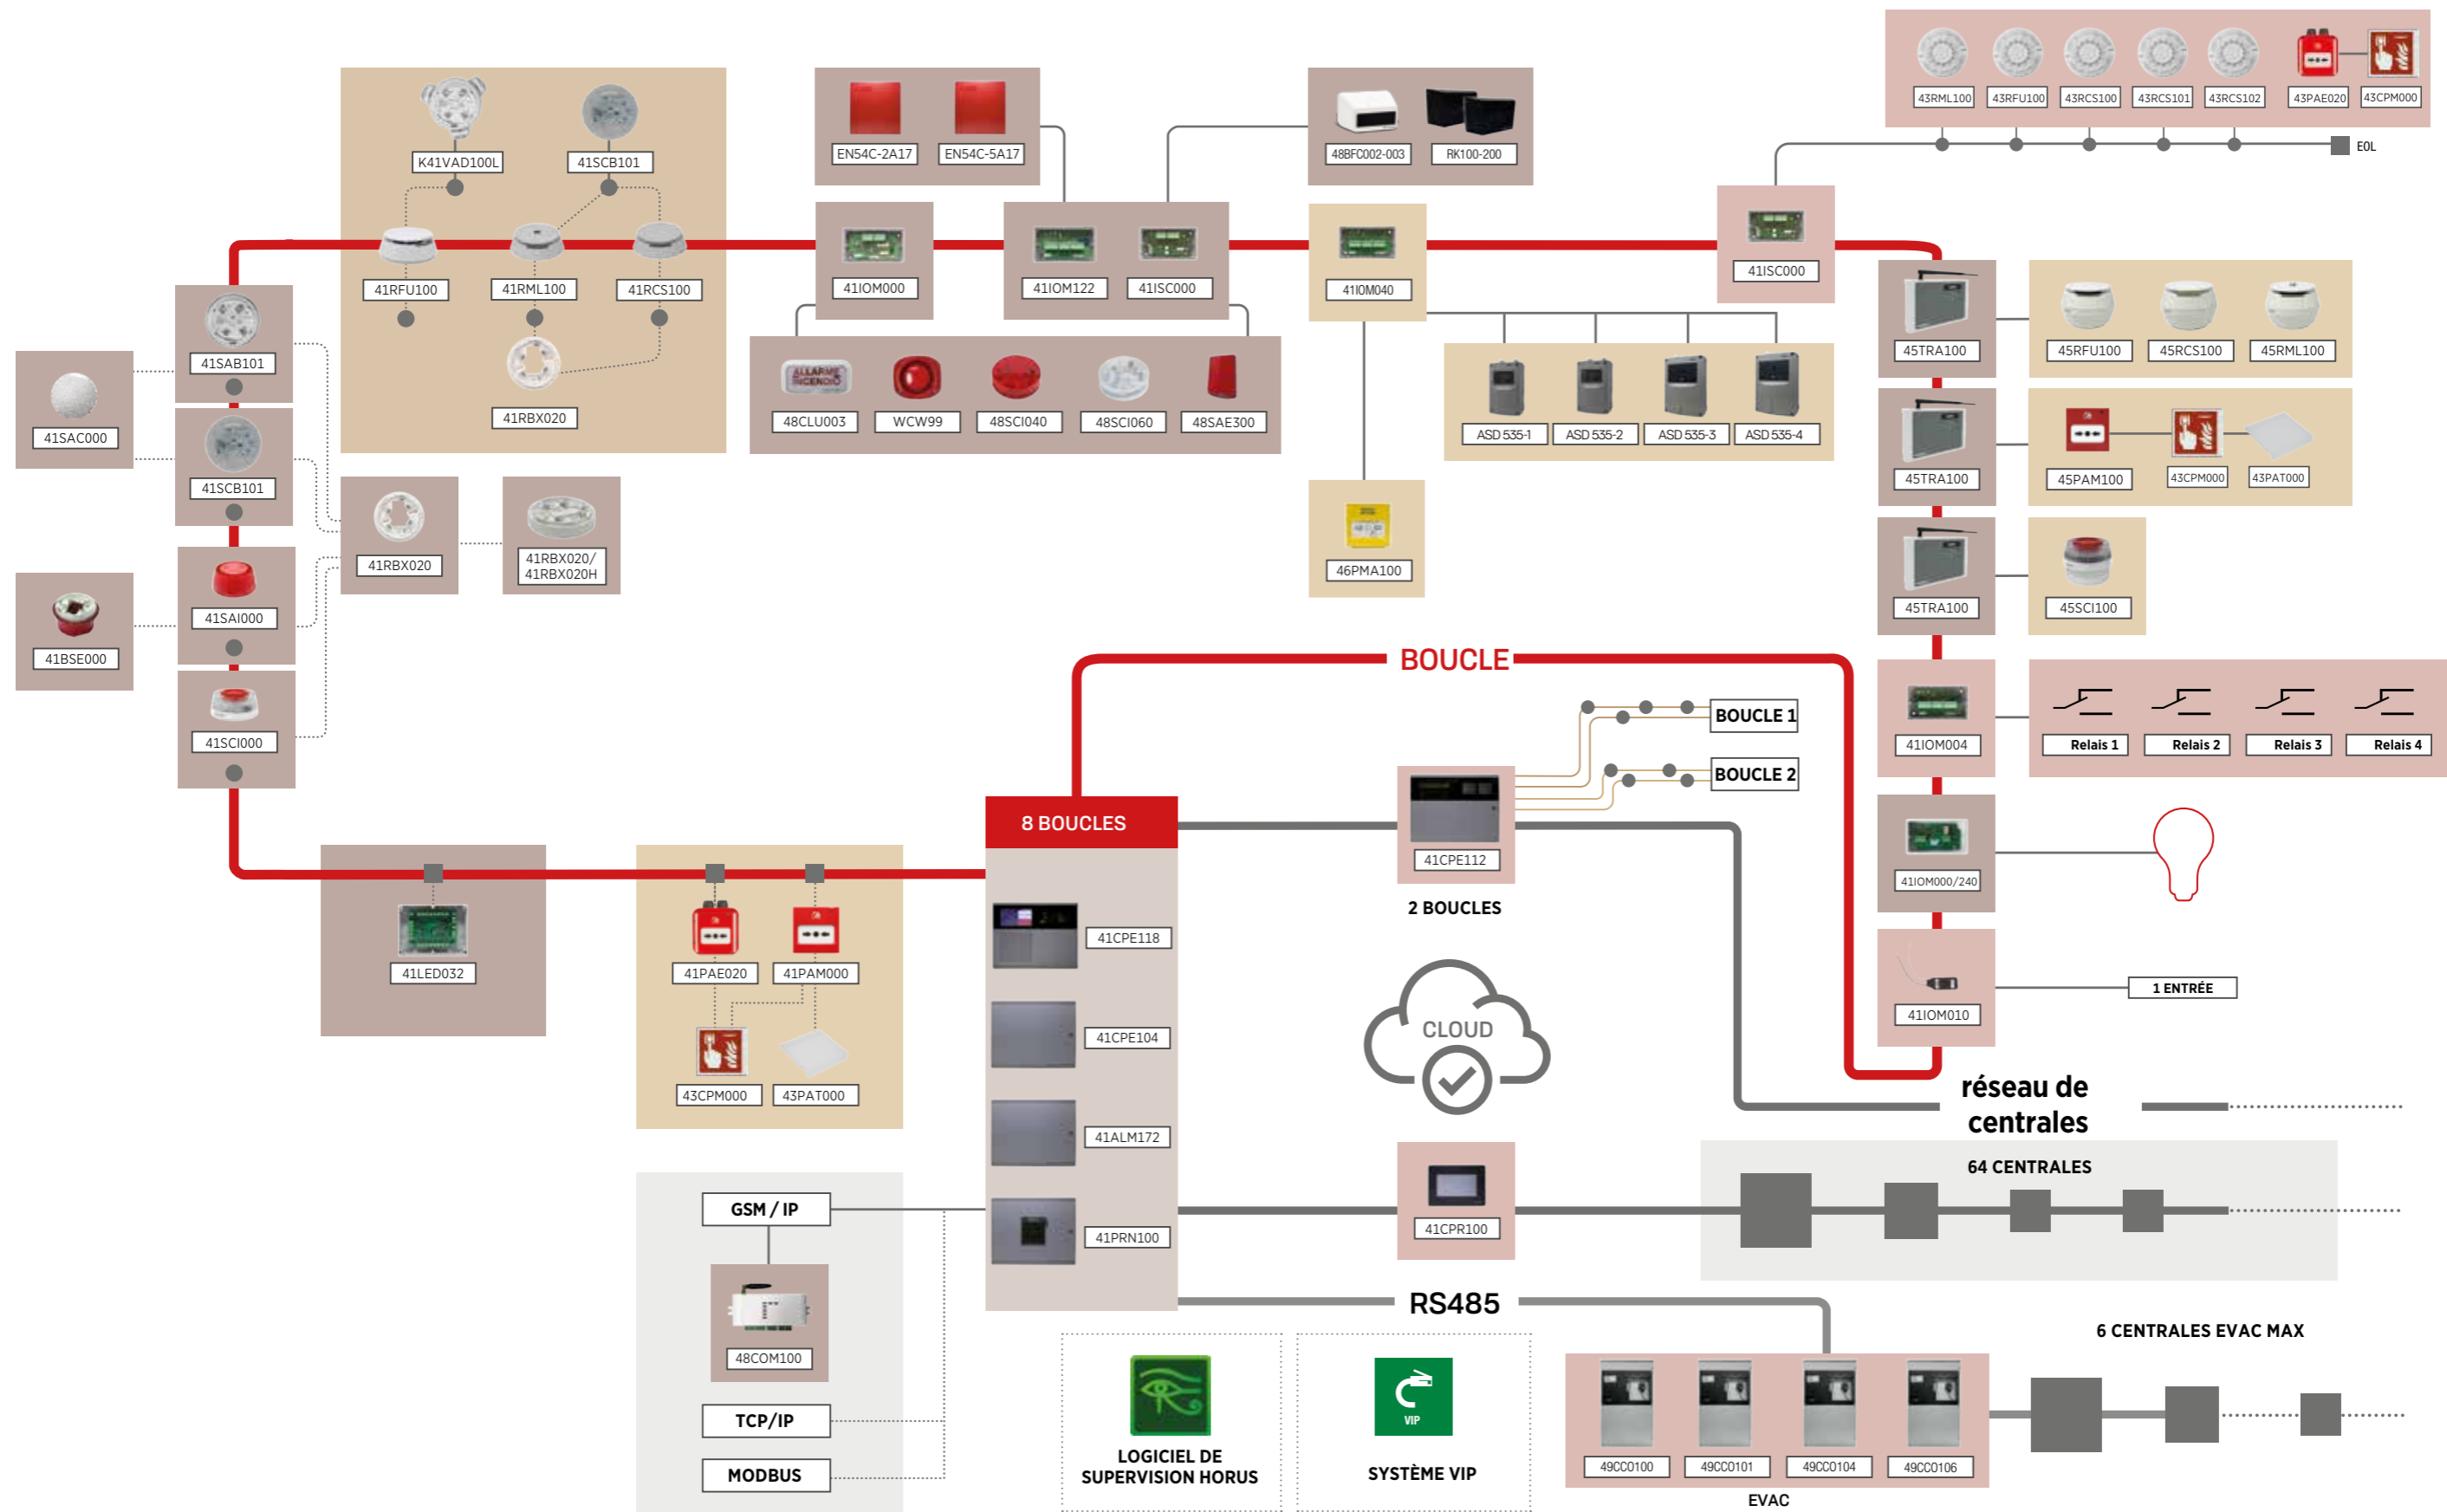 43RML100
43RFU100
43RCS100
43RCS101
43RCS102
43PAE020
43CPM000
EOL
K41VAD100L
41SCB101
EN54C-2A17
EN54C-5A17
48BFC002-003
RK100-200
41RFU100
41RML100
41RCS100
41RBX020
41IOM000
41IOM122
41ISC000
41IOM040
41ISC000
ALLARME
INCENDIO
48CLU003
WCW99
48SCI040
48SCI060
48SAE300
ASD 535-1
ASD 535-2
ASD 535-3
ASD 535-4
46PMA100
45TRA100
45RFU100
45RCS100
45RML100
45TRA100
45PAM100
43CPM000
43PAT000
45TRA100
45SCI100
41SAB101
41SAC000
41SCB101
41RBX020
41RBX020/
41RBX020H
41SAI000
41BSE000
41SCI000
BOUCLE
BOUCLE 1
BOUCLE 2
41CPE112
2 BOUCLES
41IOM004
Relais 1
Relais 2
Relais 3
Relais 4
41IOM000/240
41IOM010
1 ENTRÉE
8 BOUCLES
41CPE118
41CPE104
41ALM172
41PRN100
41LED032
41PAE020
41PAM000
43CPM000
43PAT000
CLOUD
réseau de
centrales
64 CENTRALES
41CPR100
GSM / IP
48COM100
TCP/IP
MODBUS
RS485
LOGICIEL DE
SUPERVISION HORUS
VIP
SYSTÈME VIP
6 CENTRALES EVAC MAX
49CC0100
49CC0101
49CC0104
49CC0106
EVAC